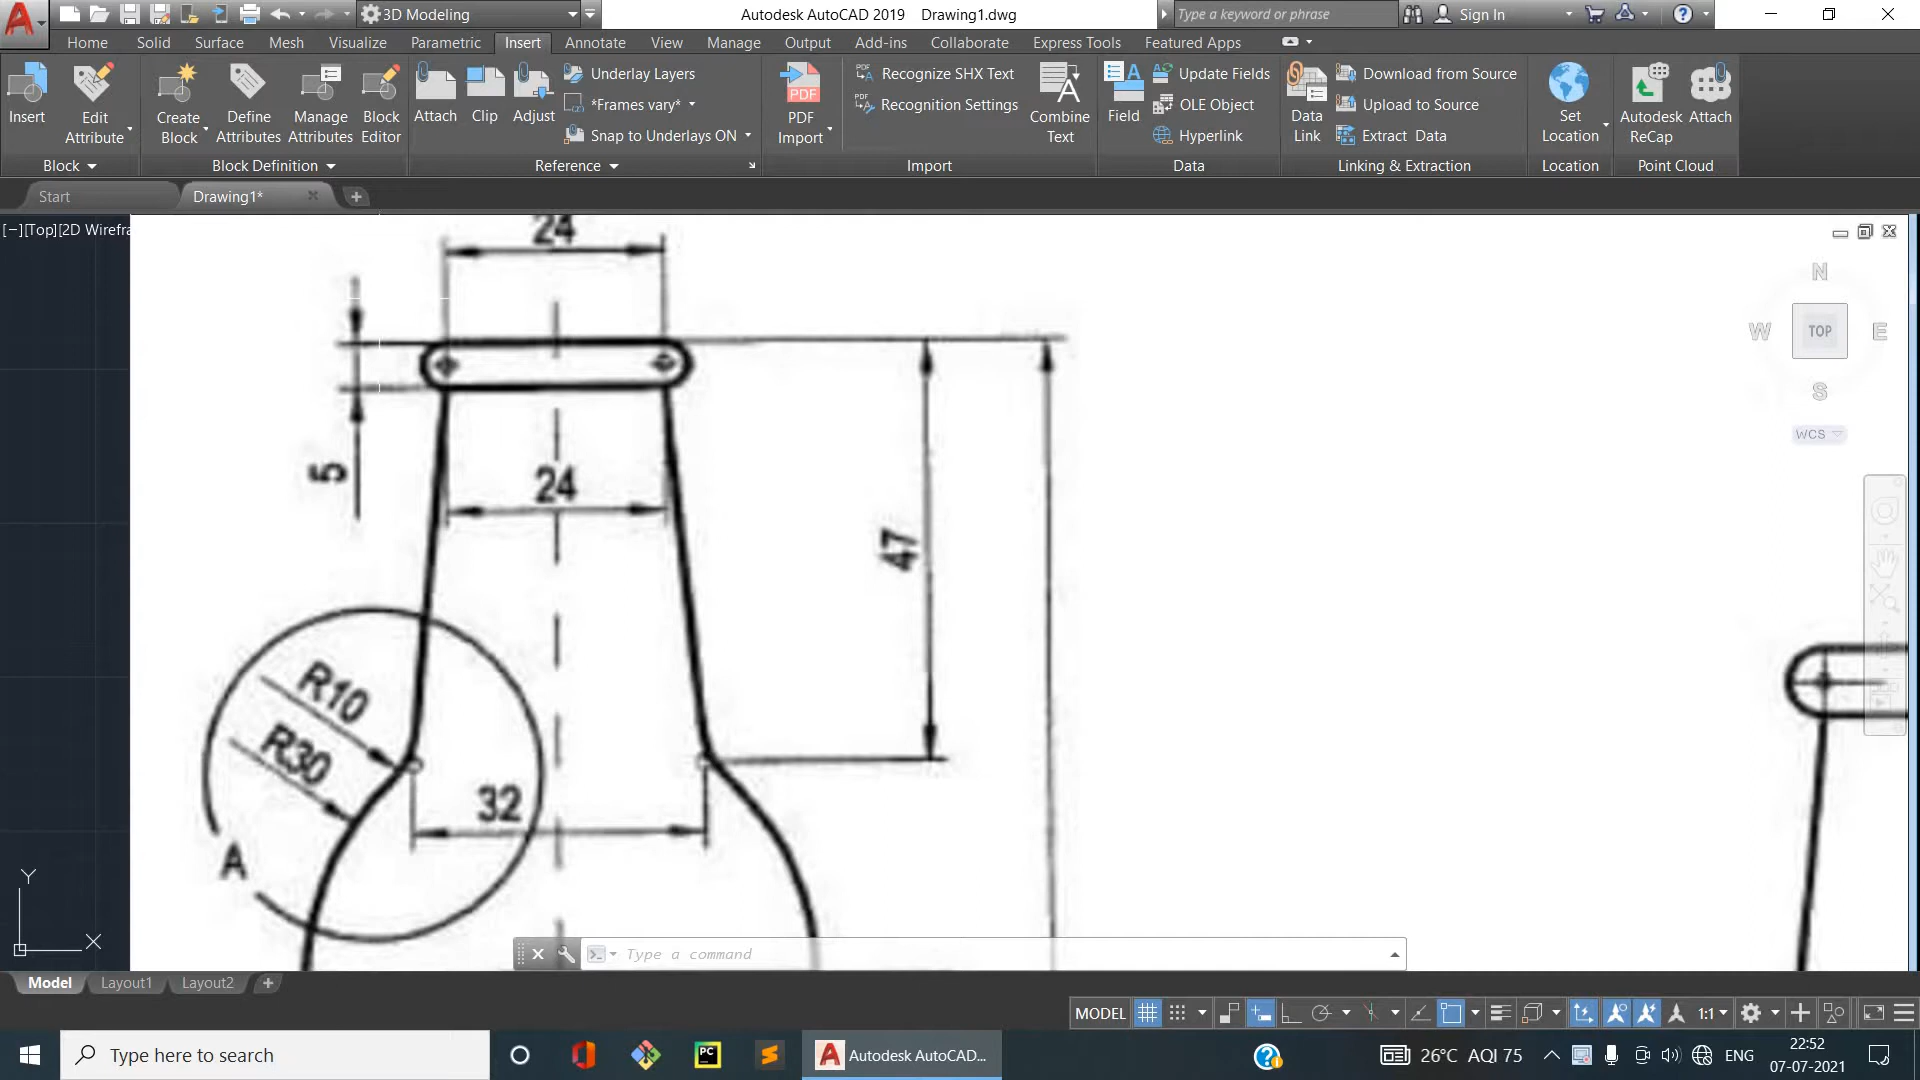 3D Modeling
Autodesk AutoCAD 2019 Drawing1.dwg
Type a keyword or phrase
Sign In
Home Solid Surface Mesh Visualize Parametric Insert Annotate View Manage Output Add-ins Collaborate Express Tools Featured Apps
Insert
Edit
Attribute
Create
Block
Define
Attributes
Manage
Attributes
Block
Editor
Attach
Clip
Adjust
Underlay Layers
*Frames vary*
Snap to Underlays ON
PDF
PDF
Import
Recognize SHX Text
Recognition Settings
Combine
Text
Field
Update Fields
OLE Object
Hyperlink
Data
Link
Download from Source
Upload to Source
Extract Data
Set
Location
Autodesk
ReCap
Attach
Block
Block Definition
Reference
Import
Data
Linking & Extraction
Location
Point Cloud
Start
Drawing1*
[−][Top][2D Wirefra
24
5
24
47
R10
R30
32
A
N
W
TOP
E
S
WCS
Y
X
Type a command
Model Layout1 Layout2
MODEL
1:1
Type here to search
PC
Autodesk AutoCAD...
26°C AQI 75
ENG
22:52
07-07-2021